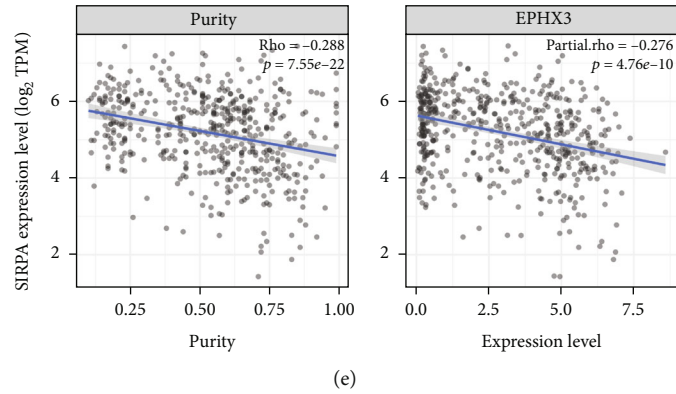 Purity
EPHX3
Rho = –0.288
p = 7.55e–22
Partial.rho = –0.276
p = 4.76e–10
SIRPA expression level (log2 TPM)
6
4
2
6
4
2
0.25
0.50
0.75
1.00
0.0
2.5
5.0
7.5
Purity
Expression level
(e)